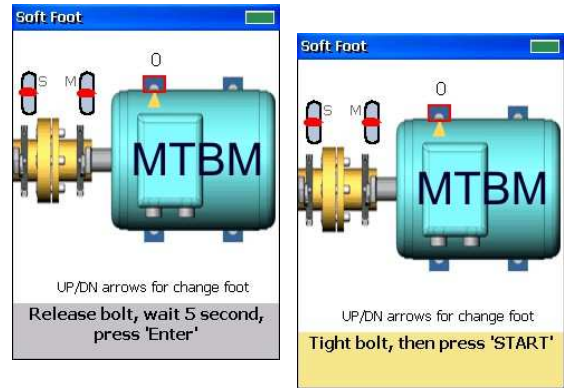 Soft Foot
0
S M
MTBM
UP/DN arrows for change foot
Release bolt, wait 5 second,
press 'Enter'
Soft Foot
0
S M
MTBM
UP/DN arrows for change foot
Tight bolt, then press 'START'